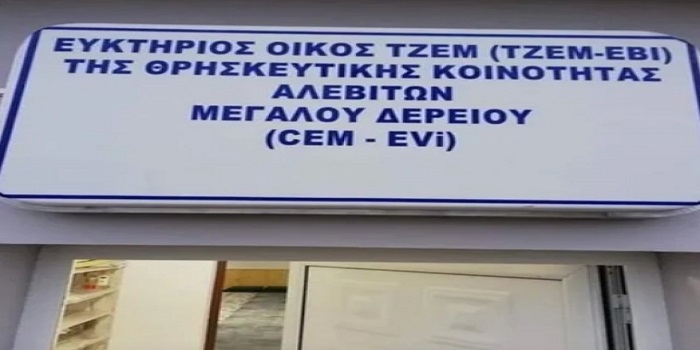 ΕΥΚΤΗΡΙΟΣ ΟΙΚΟΣ ΤΖΕΜ (ΤΖΕΜ-ΕΒΙ)
ΤΗΣ ΘΡΗΣΚΕΥΤΙΚΗΣ ΚΟΙΝΟΤΗΤΑΣ
ΑΛΕΒΙΤΩΝ
ΜΕΓΑΛΟΥ ΔΕΡΕΙΟΥ
(CEM - EVi)